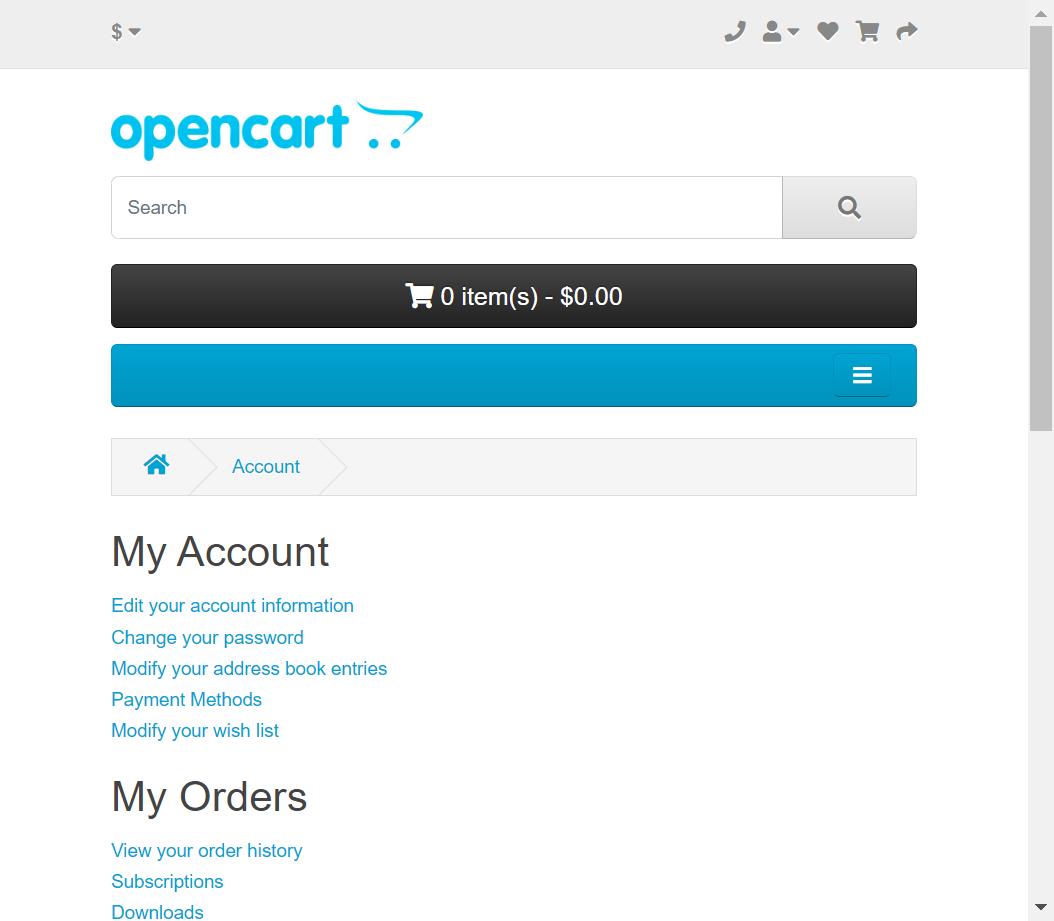 $
opencart
Search
0 item(s) - $0.00
Account
My Account
Edit your account information
Change your password
Modify your address book entries
Payment Methods
Modify your wish list
My Orders
View your order history
Subscriptions
Downloads